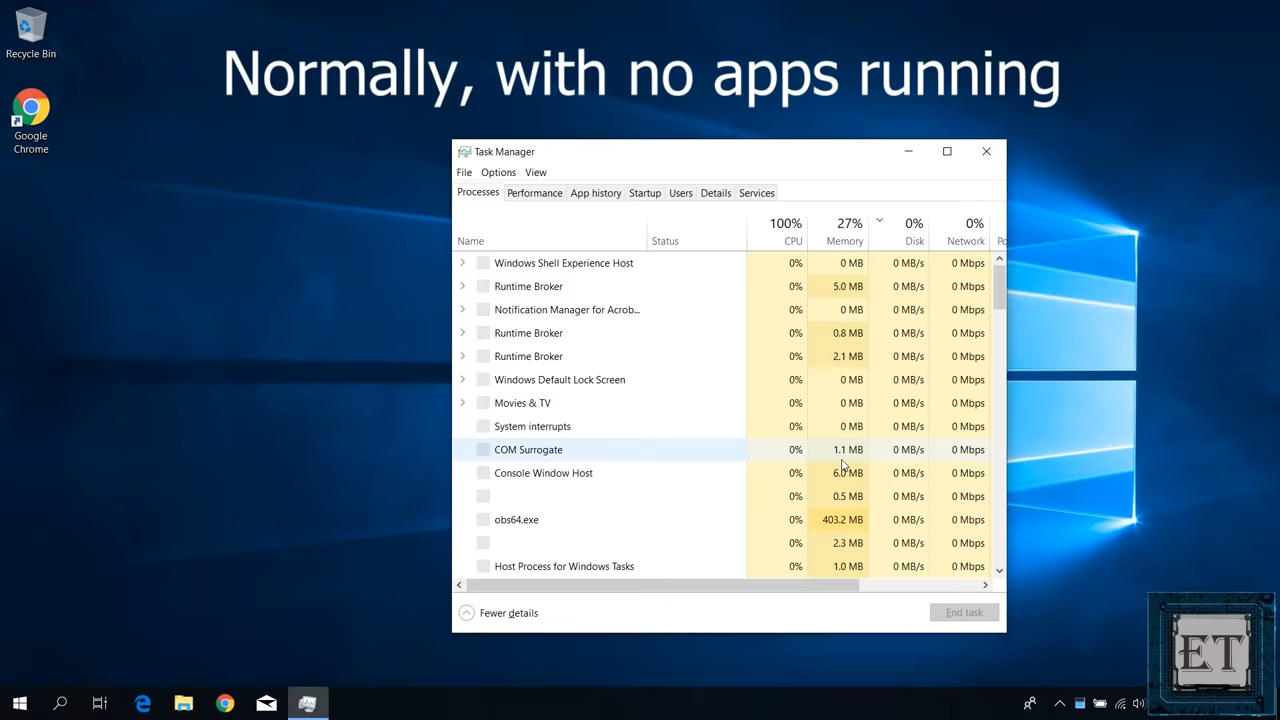 Recycle Bin
Google
Chrome
Normally, with no apps running
Task Manager
File Options View
Processes Performance App history Startup Users Details Services
100% 27% 0% 0%
Name Status CPU Memory Disk Network Po
Windows Shell Experience Host 0% 0 MB 0 MB/s 0 Mbps
Runtime Broker 0% 5.0 MB 0 MB/s 0 Mbps
Notification Manager for Acrob... 0% 0 MB 0 MB/s 0 Mbps
Runtime Broker 0% 0.8 MB 0 MB/s 0 Mbps
Runtime Broker 0% 2.1 MB 0 MB/s 0 Mbps
Windows Default Lock Screen 0% 0 MB 0 MB/s 0 Mbps
Movies & TV 0% 0 MB 0 MB/s 0 Mbps
System interrupts 0% 0 MB 0 MB/s 0 Mbps
COM Surrogate 0% 1.1 MB 0 MB/s 0 Mbps
Console Window Host 0% 6.0 MB 0 MB/s 0 Mbps
0% 0.5 MB 0 MB/s 0 Mbps
obs64.exe 0% 403.2 MB 0 MB/s 0 Mbps
0% 2.3 MB 0 MB/s 0 Mbps
Host Process for Windows Tasks 0% 1.0 MB 0 MB/s 0 Mbps
Fewer details End task
ET